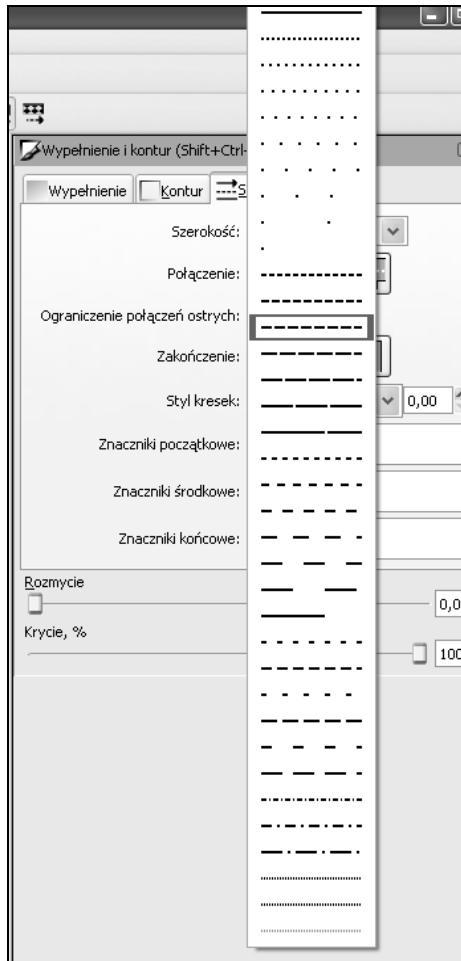 Wypełnienie i kontur (Shift+Ctrl-
Wypełnienie Kontur S
Szerokość:
Połączenie:
Ograniczenie połączeń ostrych:
Zakończenie:
Styl kresek: 0,00
Znaczniki początkowe:
Znaczniki środkowe:
Znaczniki końcowe:
Rozmycie
0,0
Krycie, %
100